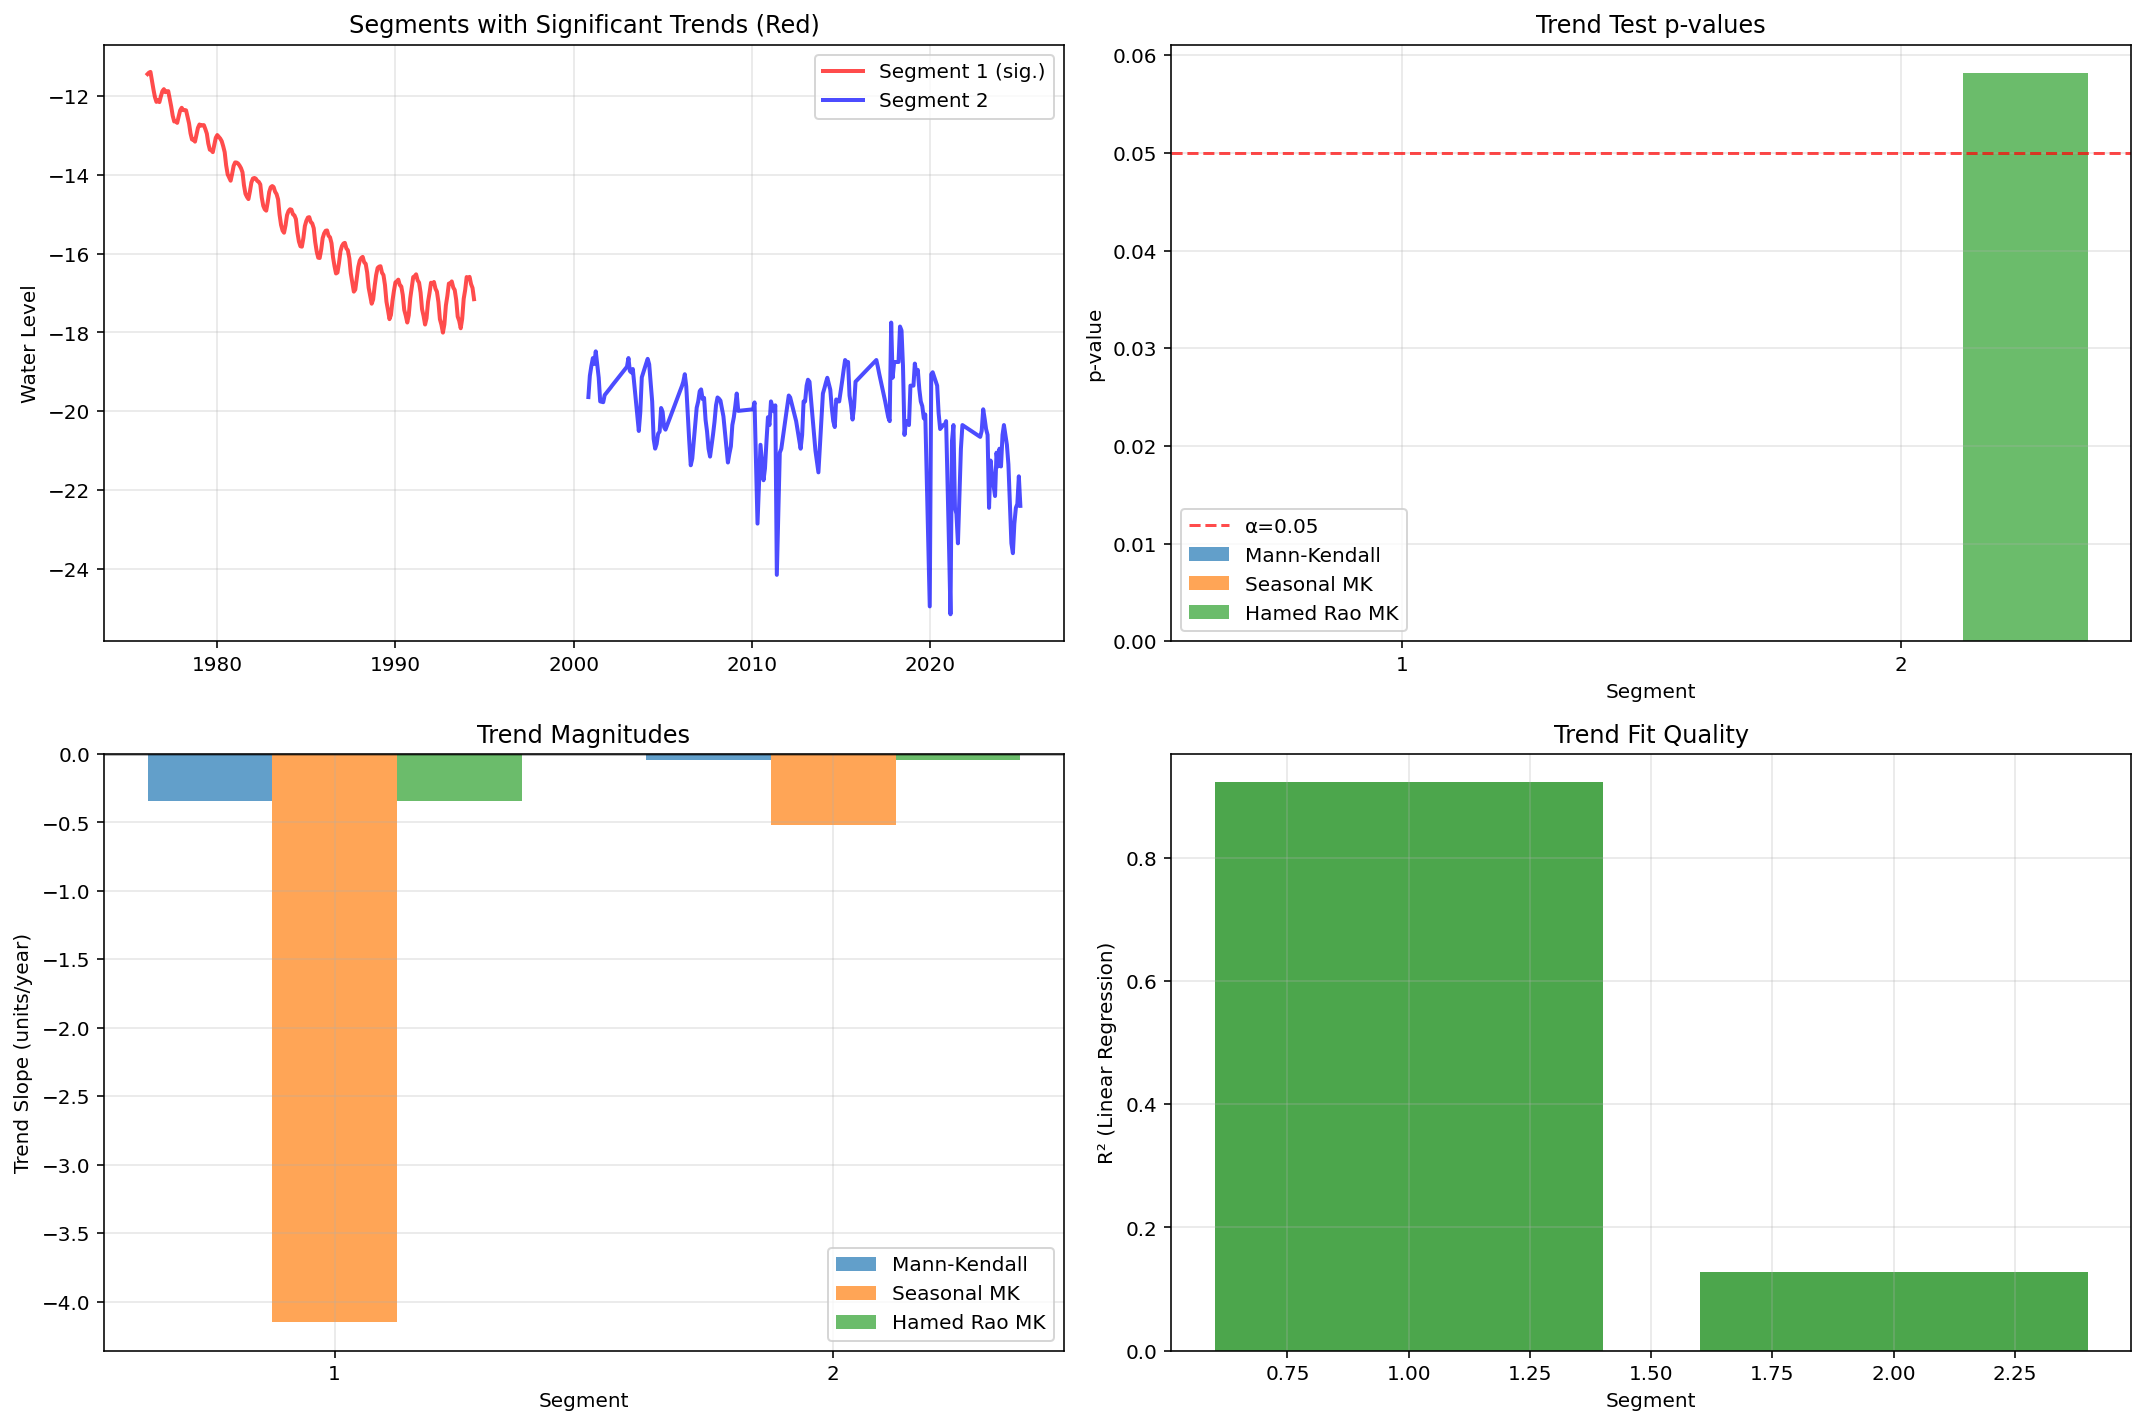 Segments with Significant Trends (Red)
Segment 1 (sig.)
Segment 2
Water Level
−12
−14
−16
−18
−20
−22
−24
1980
1990
2000
2010
2020
Trend Test p-values
p-value
0.06
0.05
0.04
0.03
0.02
0.01
0.00
α=0.05
Mann-Kendall
Seasonal MK
Hamed Rao MK
1
2
Segment
Trend Magnitudes
Trend Slope (units/year)
0.0
−0.5
−1.0
−1.5
−2.0
−2.5
−3.0
−3.5
−4.0
Mann-Kendall
Seasonal MK
Hamed Rao MK
1
2
Segment
Trend Fit Quality
R² (Linear Regression)
0.8
0.6
0.4
0.2
0.0
0.75
1.00
1.25
1.50
1.75
2.00
2.25
Segment